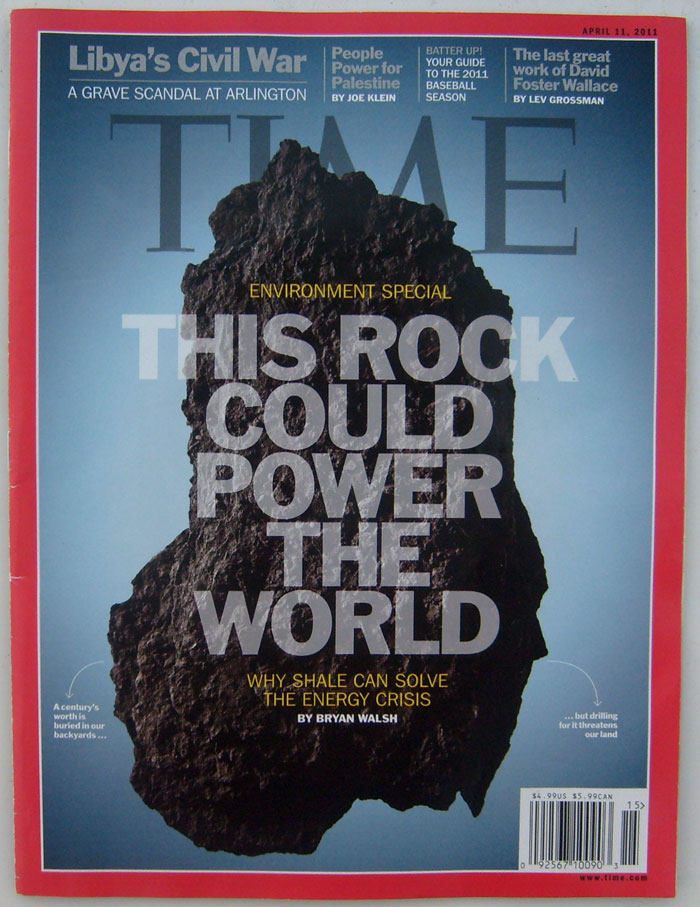 APRIL 11, 2011
Libya's Civil War
A GRAVE SCANDAL AT ARLINGTON
People
Power for
Palestine
BY JOE KLEIN
BATTER UP!
YOUR GUIDE
TO THE 2011
BASEBALL
SEASON
The last great
work of David
Foster Wallace
BY LEV GROSSMAN
TIME
ENVIRONMENT SPECIAL
THIS ROCK
COULD
POWER
THE
WORLD
WHY SHALE CAN SOLVE
THE ENERGY CRISIS
BY BRYAN WALSH
A century's
worth is
buried in our
backyards ...
... but drilling
for it threatens
our land
$4.99US $5.99CAN
15>
0 92567 10090 3
www.time.com